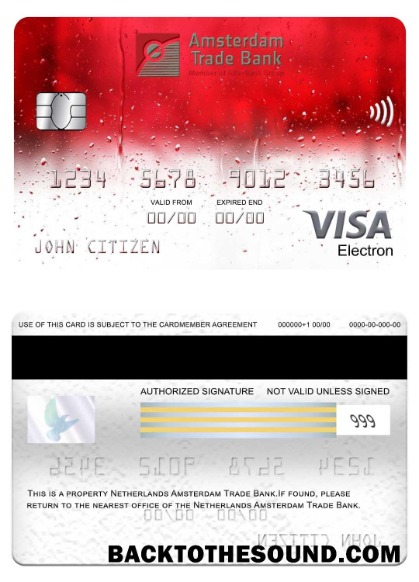 Amsterdam
Trade Bank
1234 5678 9012 3456
VALID FROM EXPIRED END
00/00 00/00
JOHN CITIZEN
VISA
Electron
USE OF THIS CARD IS SUBJECT TO THE CARDMEMBER AGREEMENT 000000+1 00/00 0000-00-000-00
AUTHORIZED SIGNATURE NOT VALID UNLESS SIGNED
999
THIS IS A PROPERTY NETHERLANDS AMSTERDAM TRADE BANK.IF FOUND, PLEASE
RETURN TO THE NEAREST OFFICE OF THE NETHERLANDS AMSTERDAM TRADE BANK.
BACKTOTHESOUND.COM